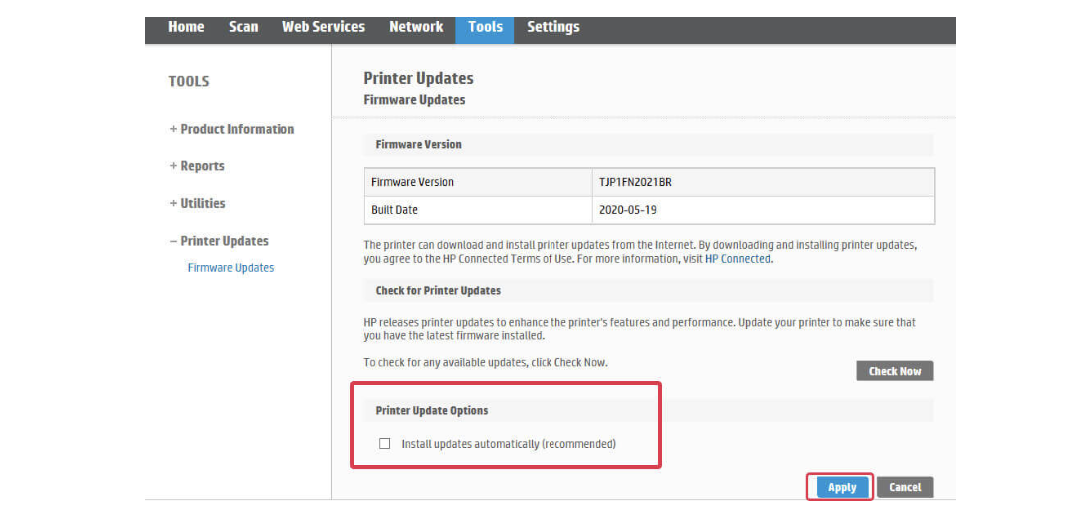 Home Scan Web Services Network Tools Settings
TOOLS
+ Product Information
+ Reports
+ Utilities
– Printer Updates
Firmware Updates
Printer Updates
Firmware Updates
Firmware Version
Firmware Version TJP1FN2021BR
Built Date 2020-05-19
The printer can download and install printer updates from the Internet. By downloading and installing printer updates,
you agree to the HP Connected Terms of Use. For more information, visit HP Connected.
Check for Printer Updates
HP releases printer updates to enhance the printer's features and performance. Update your printer to make sure that
you have the latest firmware installed.
To check for any available updates, click Check Now.
Check Now
Printer Update Options
Install updates automatically (recommended)
Apply Cancel